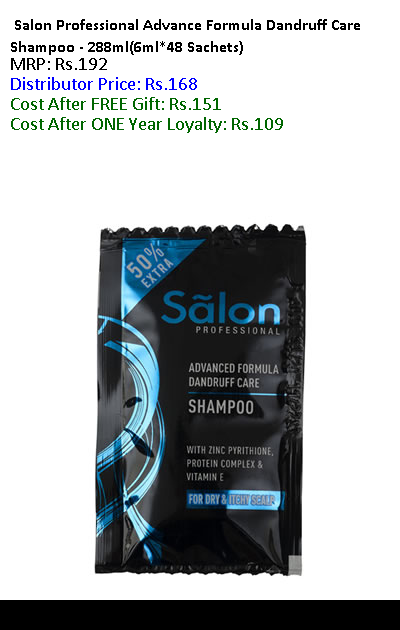 Salon Professional Advance Formula Dandruff Care
Shampoo - 288ml(6ml*48 Sachets)
MRP: Rs.192
Distributor Price: Rs.168
Cost After FREE Gift: Rs.151
Cost After ONE Year Loyalty: Rs.109
50%
EXTRA
Sãlon
PROFESSIONAL
ADVANCED FORMULA
DANDRUFF CARE
SHAMPOO
WITH ZINC PYRITHIONE,
PROTEIN COMPLEX &
VITAMIN E
FOR DRY & ITCHY SCALP